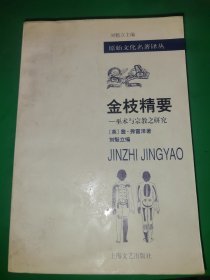 刘魁立主编
原始文化名著译丛
金枝精要
—巫术与宗教之研究
〔英〕詹·弗雷泽著
刘魁立编
JINZHI JINGYAO
上海文艺出版社